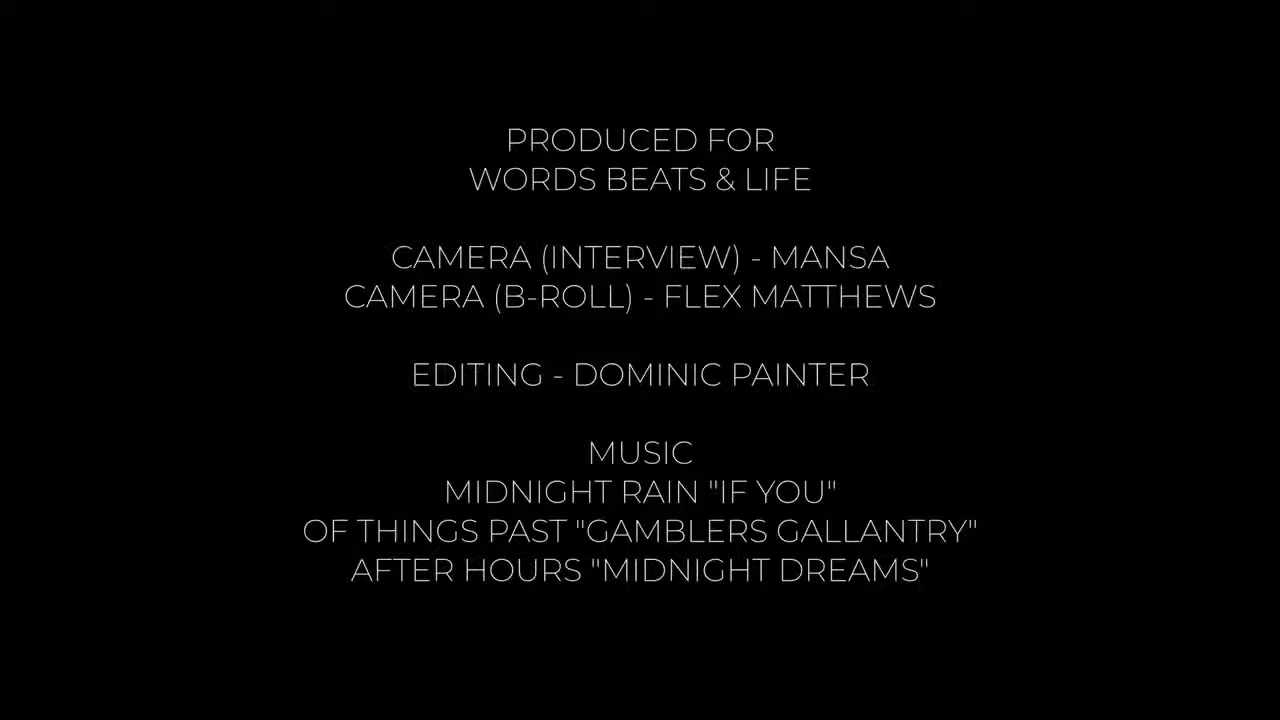 PRODUCED FOR
WORDS BEATS & LIFE
CAMERA (INTERVIEW) - MANSA
CAMERA (B-ROLL) - FLEX MATTHEWS
EDITING - DOMINIC PAINTER
MUSIC
MIDNIGHT RAIN "IF YOU"
OF THINGS PAST "GAMBLERS GALLANTRY"
AFTER HOURS "MIDNIGHT DREAMS"